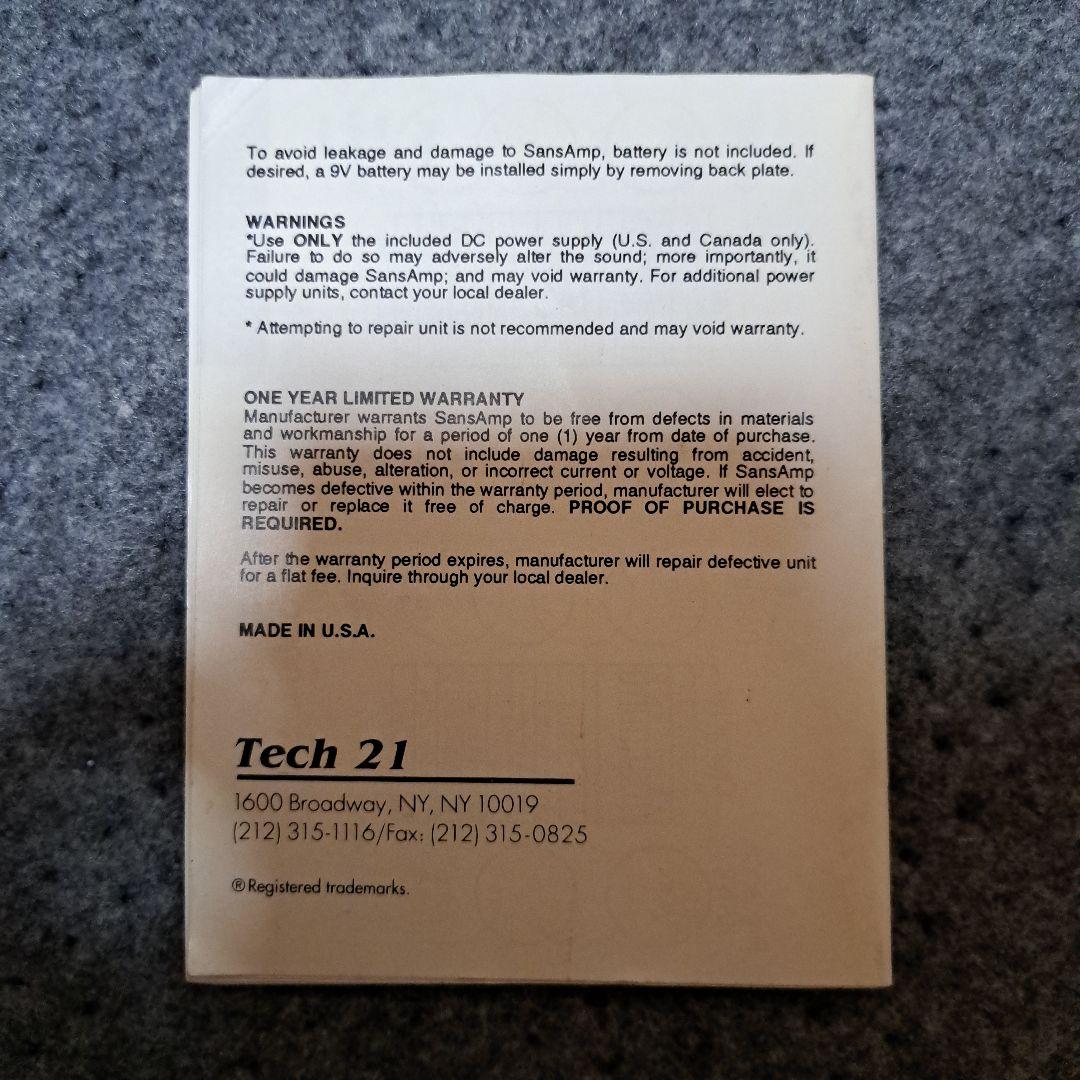 To avoid leakage and damage to SansAmp, battery is not included. If
desired, a 9V battery may be installed simply by removing back plate.
WARNINGS
*Use ONLY the included DC power supply (U.S. and Canada only).
Failure to do so may adversely alter the sound; more importantly, it
could damage SansAmp; and may void warranty. For additional power
supply units, contact your local dealer.
* Attempting to repair unit is not recommended and may void warranty.
ONE YEAR LIMITED WARRANTY
Manufacturer warrants SansAmp to be free from defects in materials
and workmanship for a period of one (1) year from date of purchase.
This warranty does not include damage resulting from accident,
misuse, abuse, alteration, or incorrect current or voltage. If SansAmp
becomes defective within the warranty period, manufacturer will elect to
repair or replace it free of charge. PROOF OF PURCHASE IS
REQUIRED.
After the warranty period expires, manufacturer will repair defective unit
for a flat fee. Inquire through your local dealer.
MADE IN U.S.A.
Tech 21
1600 Broadway, NY, NY 10019
(212) 315-1116/Fax: (212) 315-0825
® Registered trademarks.